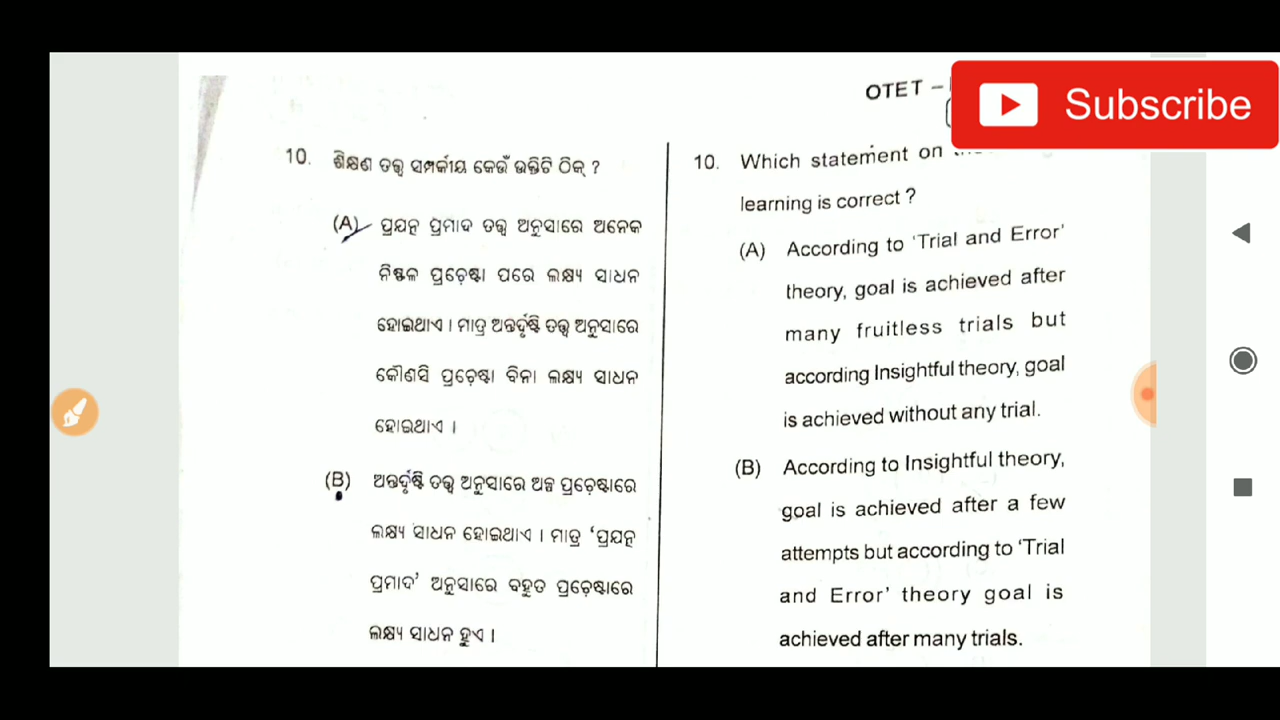 OTET –
Subscribe
10. ଶିକ୍ଷଣ ତତ୍ତ୍ୱ ସମ୍ପର୍କୀୟ କେଉଁ ଉକ୍ତିଟି ଠିକ୍ ?
(A) ପ୍ରଯତ୍ନ ପ୍ରମାଦ ତତ୍ତ୍ୱ ଅନୁସାରେ ଅନେକ
ନିଷ୍ଫଳ ପ୍ରଚେଷ୍ଟା ପରେ ଲକ୍ଷ୍ୟ ସାଧନ
ହୋଇଥାଏ । ମାତ୍ର ଅନ୍ତର୍ଦୃଷ୍ଟି ତତ୍ତ୍ୱ ଅନୁସାରେ
କୌଣସି ପ୍ରଚେଷ୍ଟା ବିନା ଲକ୍ଷ୍ୟ ସାଧନ
ହୋଇଥାଏ ।
(B) ଅନ୍ତର୍ଦୃଷ୍ଟି ତତ୍ତ୍ୱ ଅନୁସାରେ ଅଳ୍ପ ପ୍ରଚେଷ୍ଟାରେ
ଲକ୍ଷ୍ୟ ସାଧନ ହୋଇଥାଏ । ମାତ୍ର ‘ପ୍ରଯତ୍ନ
ପ୍ରମାଦ’ ଅନୁସାରେ ବହୁତ ପ୍ରଚେଷ୍ଟାରେ
ଲକ୍ଷ୍ୟ ସାଧନ ହୁଏ ।
10. Which statement on
learning is correct ?
(A) According to ‘Trial and Error’
theory, goal is achieved after
many fruitless trials but
according Insightful theory, goal
is achieved without any trial.
(B) According to Insightful theory,
goal is achieved after a few
attempts but according to ‘Trial
and Error’ theory goal is
achieved after many trials.